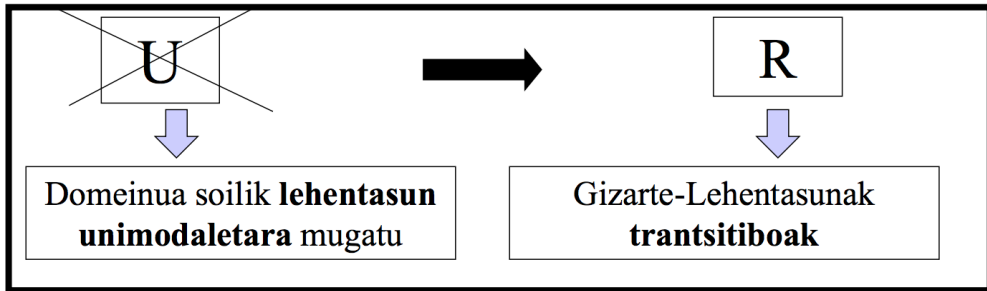 U
R
Domeinua soilik lehentasun
unimodaletara mugatu
Gizarte-Lehentasunak
trantsitiboak